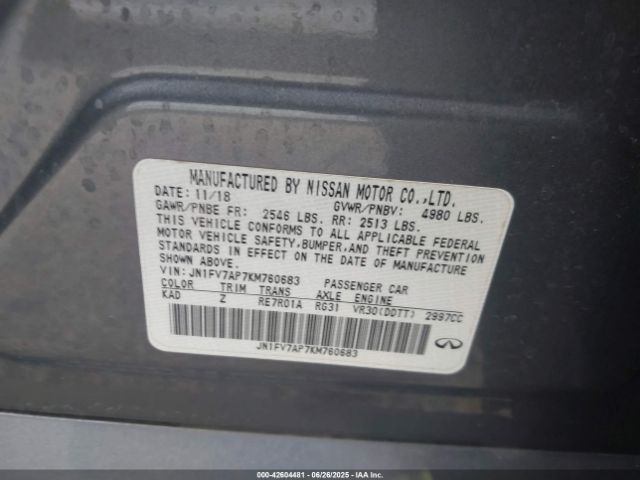 MANUFACTURED BY NISSAN MOTOR CO.,LTD.
DATE: 11/18 GVWR/PNBV: 4980 LBS.
GAWR/PNBE FR: 2546 LBS. RR: 2513 LBS.
THIS VEHICLE CONFORMS TO ALL APPLICABLE FEDERAL
MOTOR VEHICLE SAFETY, BUMPER, AND THEFT PREVENTION
STANDARDS IN EFFECT ON THE DATE OF MANUFACTURE
SHOWN ABOVE.
VIN: JN1FV7AP7KM760683 PASSENGER CAR
COLOR TRIM TRANS AXLE ENGINE
KAD Z RE7R01A RG31 VR30(DDTT) 2997CC
JN1FV7AP7KM760683
000-42604481 06/26/2025 IAAI